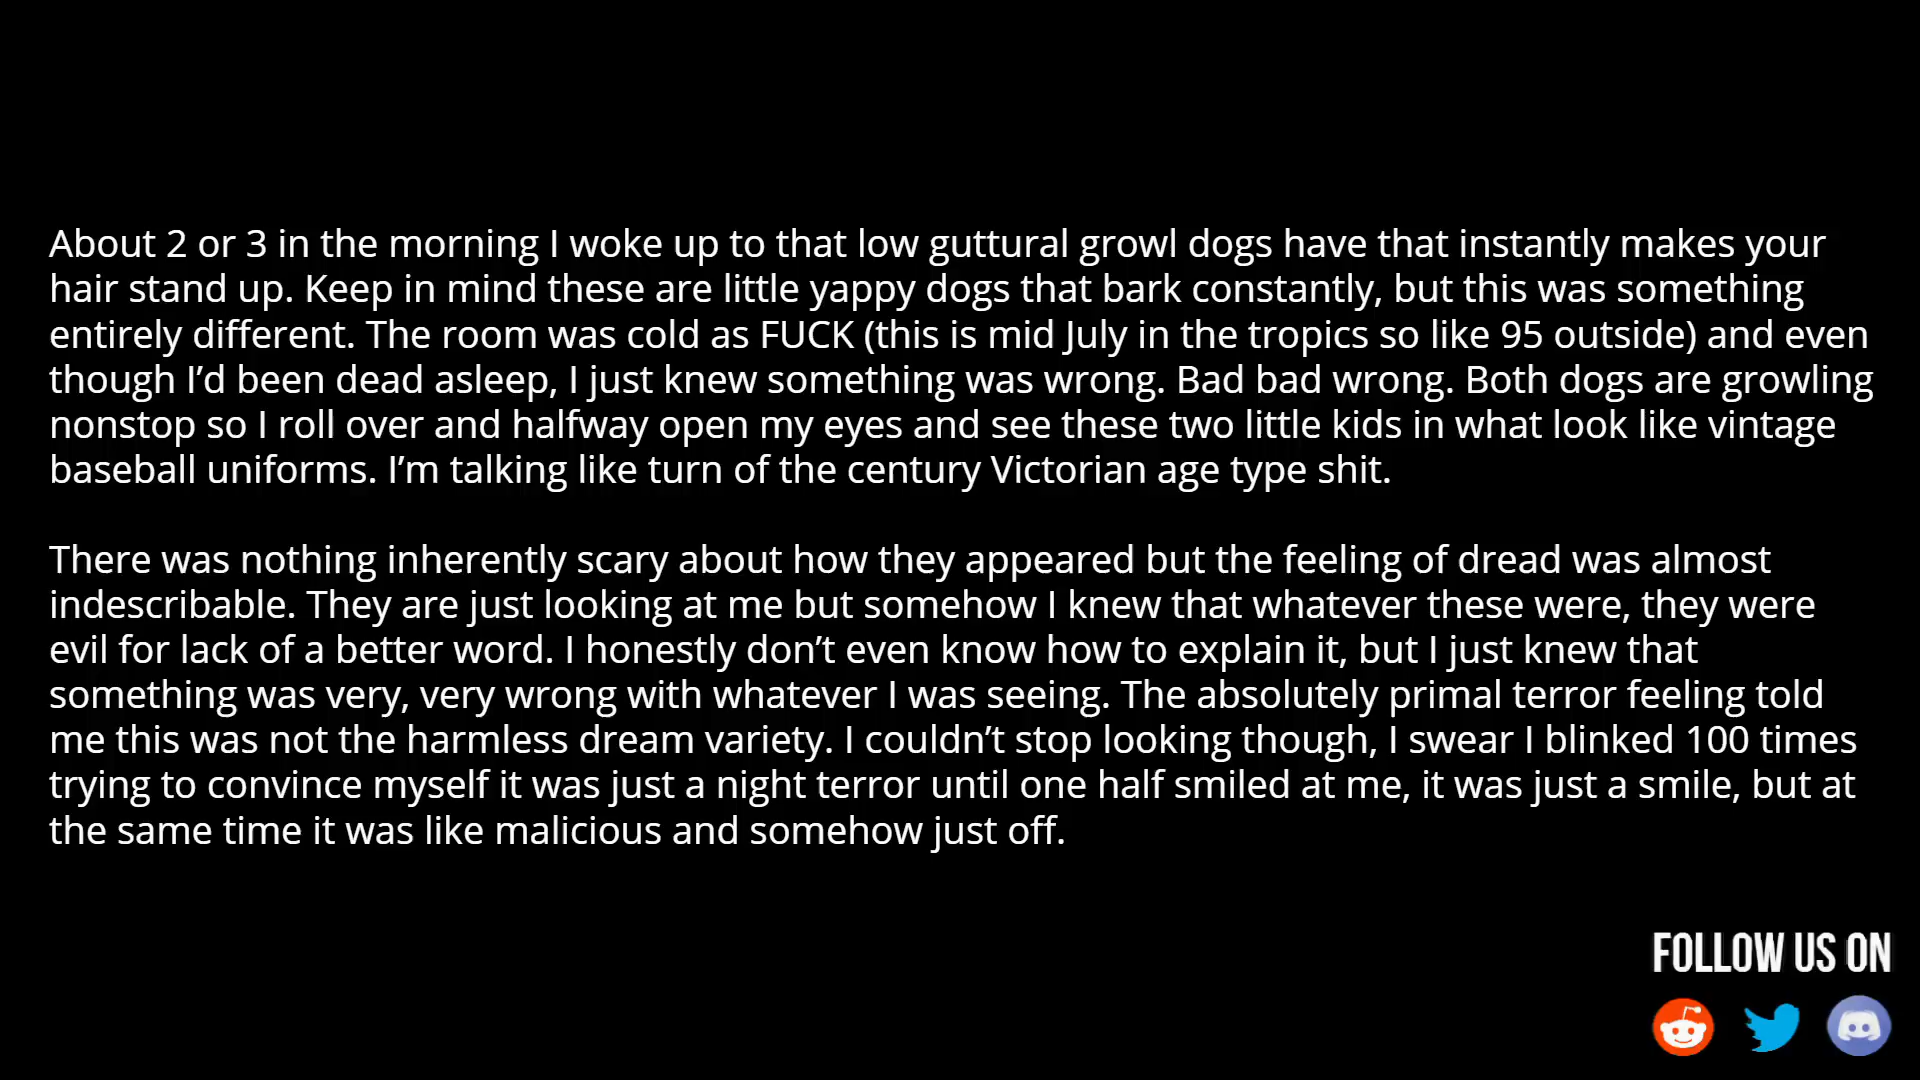 About 2 or 3 in the morning I woke up to that low guttural growl dogs have that instantly makes your
hair stand up. Keep in mind these are little yappy dogs that bark constantly, but this was something
entirely different. The room was cold as FUCK (this is mid July in the tropics so like 95 outside) and even
though I’d been dead asleep, I just knew something was wrong. Bad bad wrong. Both dogs are growling
nonstop so I roll over and halfway open my eyes and see these two little kids in what look like vintage
baseball uniforms. I’m talking like turn of the century Victorian age type shit.
There was nothing inherently scary about how they appeared but the feeling of dread was almost
indescribable. They are just looking at me but somehow I knew that whatever these were, they were
evil for lack of a better word. I honestly don’t even know how to explain it, but I just knew that
something was very, very wrong with whatever I was seeing. The absolutely primal terror feeling told
me this was not the harmless dream variety. I couldn’t stop looking though, I swear I blinked 100 times
trying to convince myself it was just a night terror until one half smiled at me, it was just a smile, but at
the same time it was like malicious and somehow just off.
FOLLOW US ON